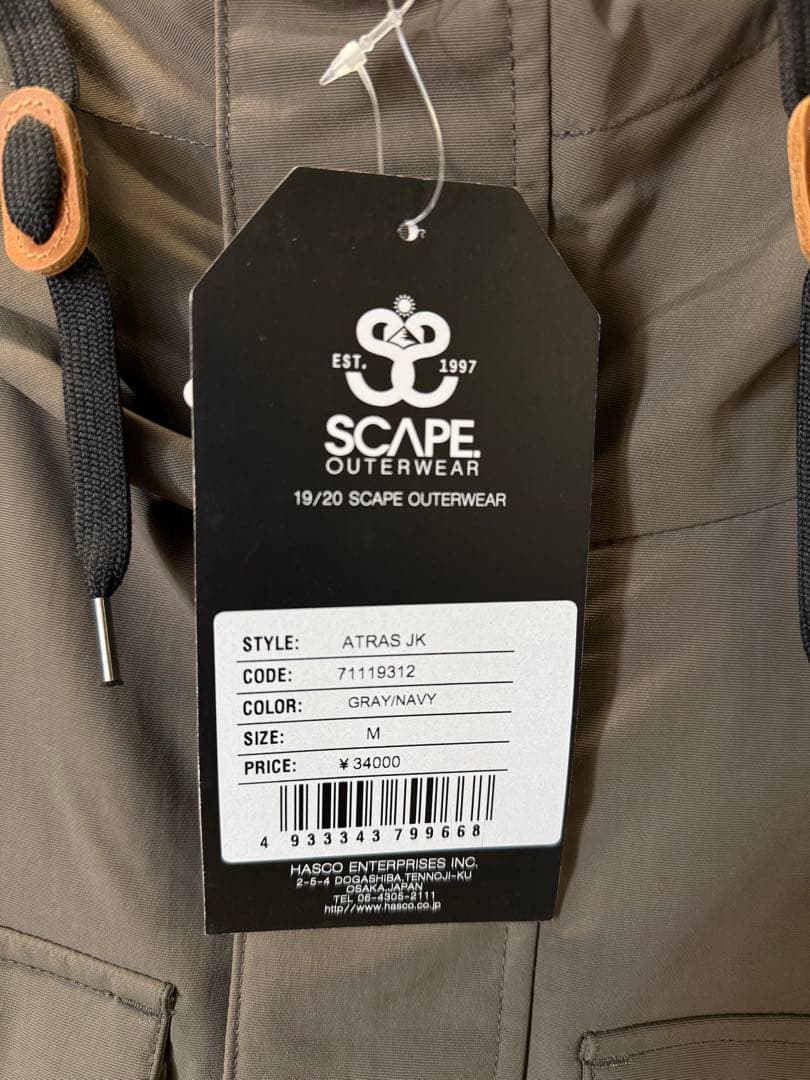 EST. 1997
SCAPE.
OUTERWEAR
19/20 SCAPE OUTERWEAR
STYLE: ATRAS JK
CODE: 71119312
COLOR: GRAY/NAVY
SIZE: M
PRICE: ¥34000
4 933343 799668
HASCO ENTERPRISES INC.
2-5-4 DOGASHIBA,TENNOJI-KU
OSAKA,JAPAN
TEL 06-4305-2111
http//www.hasco.co.jp